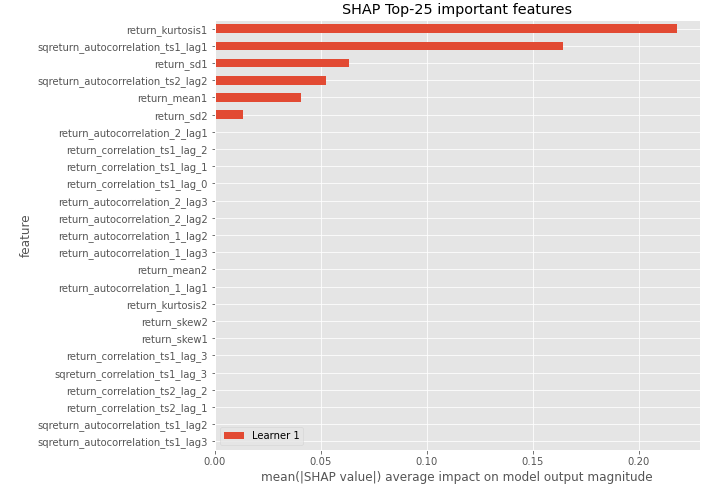 SHAP Top-25 important features
return_kurtosis1
sqreturn_autocorrelation_ts1_lag1
return_sd1
sqreturn_autocorrelation_ts2_lag2
return_mean1
return_sd2
return_autocorrelation_2_lag1
return_correlation_ts1_lag_2
return_correlation_ts1_lag_1
return_correlation_ts1_lag_0
return_autocorrelation_2_lag3
return_autocorrelation_2_lag2
return_autocorrelation_1_lag2
return_autocorrelation_1_lag3
return_mean2
return_autocorrelation_1_lag1
return_kurtosis2
return_skew2
return_skew1
return_correlation_ts1_lag_3
sqreturn_correlation_ts1_lag_3
return_correlation_ts2_lag_2
return_correlation_ts2_lag_1
sqreturn_autocorrelation_ts1_lag2
sqreturn_autocorrelation_ts1_lag3
feature
Learner 1
0.00 0.05 0.10 0.15 0.20
mean(|SHAP value|) average impact on model output magnitude